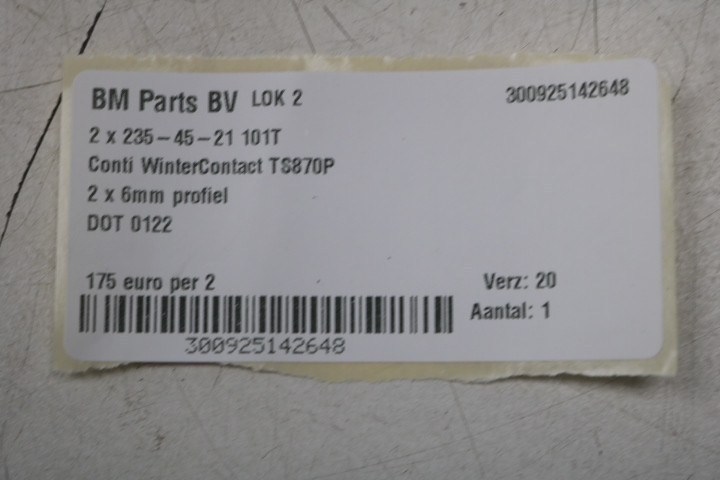 BM Parts BV LOK 2 300925142648
2 x 235-45-21 101T
Conti WinterContact TS870P
2 x 6mm profiel
DOT 0122
175 euro per 2 Verz: 20
Aantal: 1
300925142648